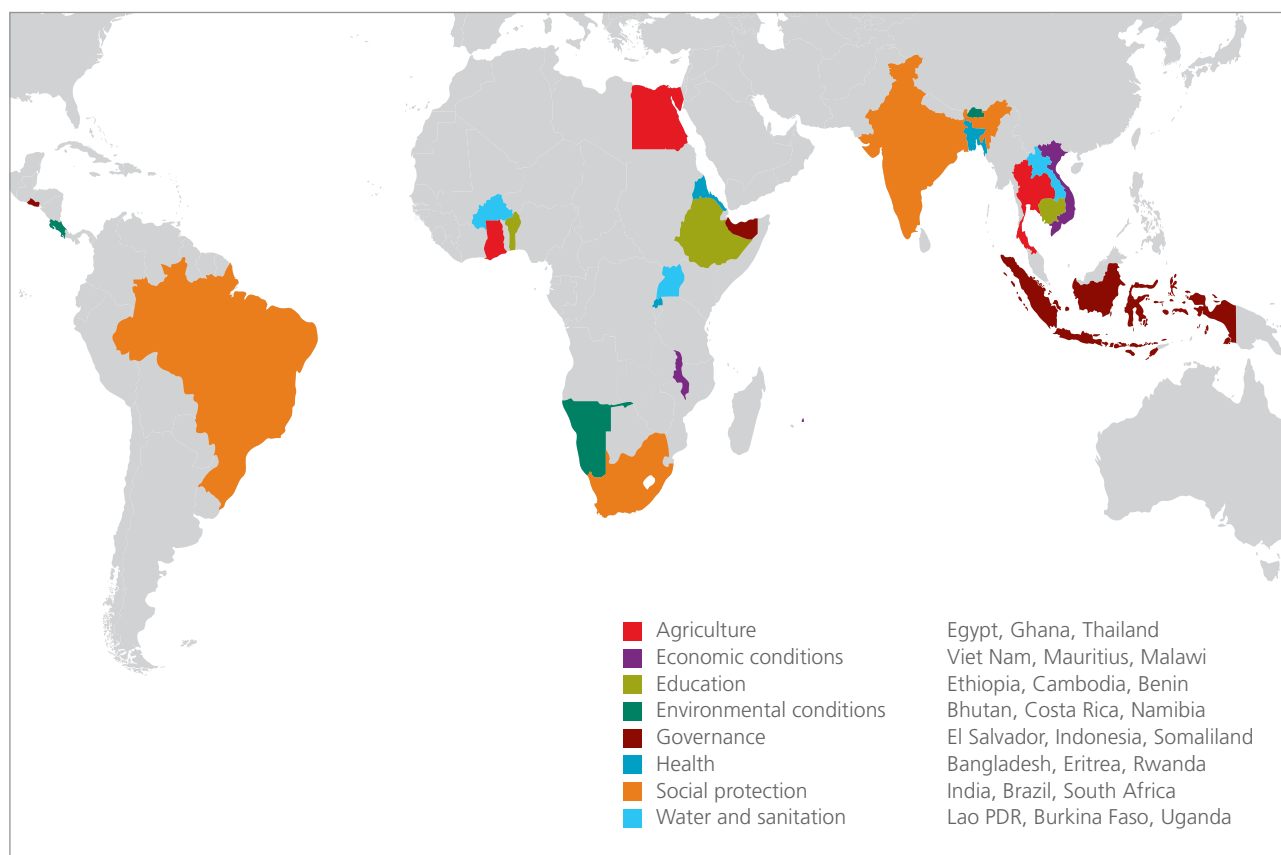 Agriculture Egypt, Ghana, Thailand
Economic conditions Viet Nam, Mauritius, Malawi
Education Ethiopia, Cambodia, Benin
Environmental conditions Bhutan, Costa Rica, Namibia
Governance El Salvador, Indonesia, Somaliland
Health Bangladesh, Eritrea, Rwanda
Social protection India, Brazil, South Africa
Water and sanitation Lao PDR, Burkina Faso, Uganda